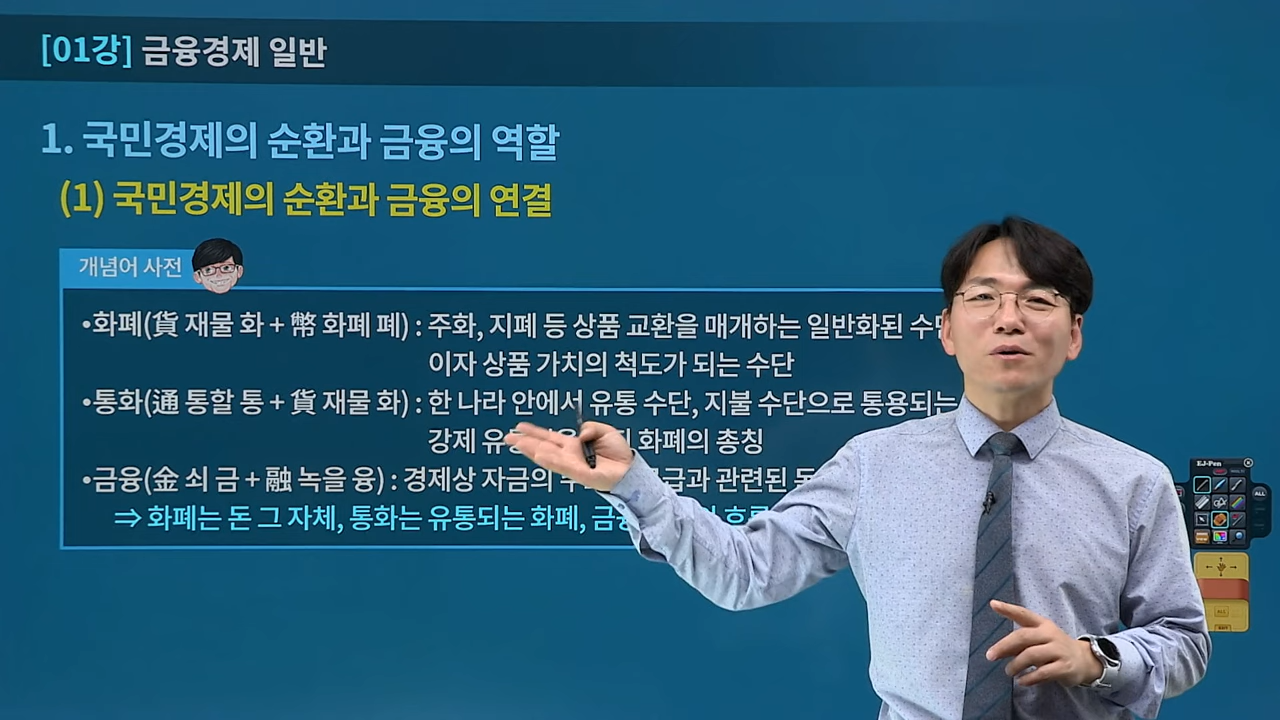 [01강] 금융경제 일반
1. 국민경제의 순환과 금융의 역할
(1) 국민경제의 순환과 금융의 연결
개념어 사전
•화폐(貨 재물 화 + 幣 화폐 폐) : 주화, 지폐 등 상품 교환을 매개하는 일반화된
이자 상품 가치의 척도가 되는 수단
•통화(通 통할 통 + 貨 재물 화) : 한 나라 안에서 유통 수단, 지불 수단으로 통용되는
강제 화폐의 총칭
•금융(金 쇠 금 + 融 녹을 융) : 경제상 자금의 관련된
⇒ 화폐는 돈 그 자체, 통화는 유통되는 화폐,
EJ-Pen
ALL